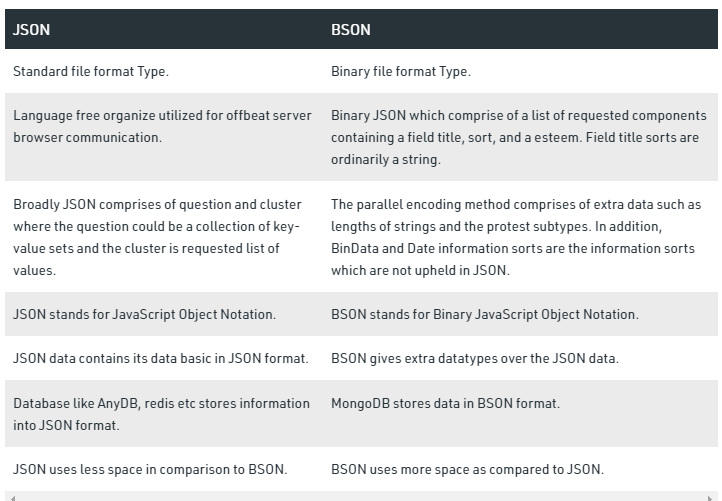 JSON BSON
Standard file format Type. Binary file format Type.
Language free organize utilized for offbeat server
browser communication.
Binary JSON which comprise of a list of requested components
containing a field title, sort, and a esteem. Field title sorts are
ordinarily a string.
Broadly JSON comprises of question and cluster
where the question could be a collection of key-
value sets and the cluster is requested list of
values.
The parallel encoding method comprises of extra data such as
lengths of strings and the protest subtypes. In addition,
BinData and Date information sorts are the information sorts
which are not upheld in JSON.
JSON stands for JavaScript Object Notation. BSON stands for Binary JavaScript Object Notation.
JSON data contains its data basic in JSON format. BSON gives extra datatypes over the JSON data.
Database like AnyDB, redis etc stores information
into JSON format.
MongoDB stores data in BSON format.
JSON uses less space in comparison to BSON. BSON uses more space as compared to JSON.